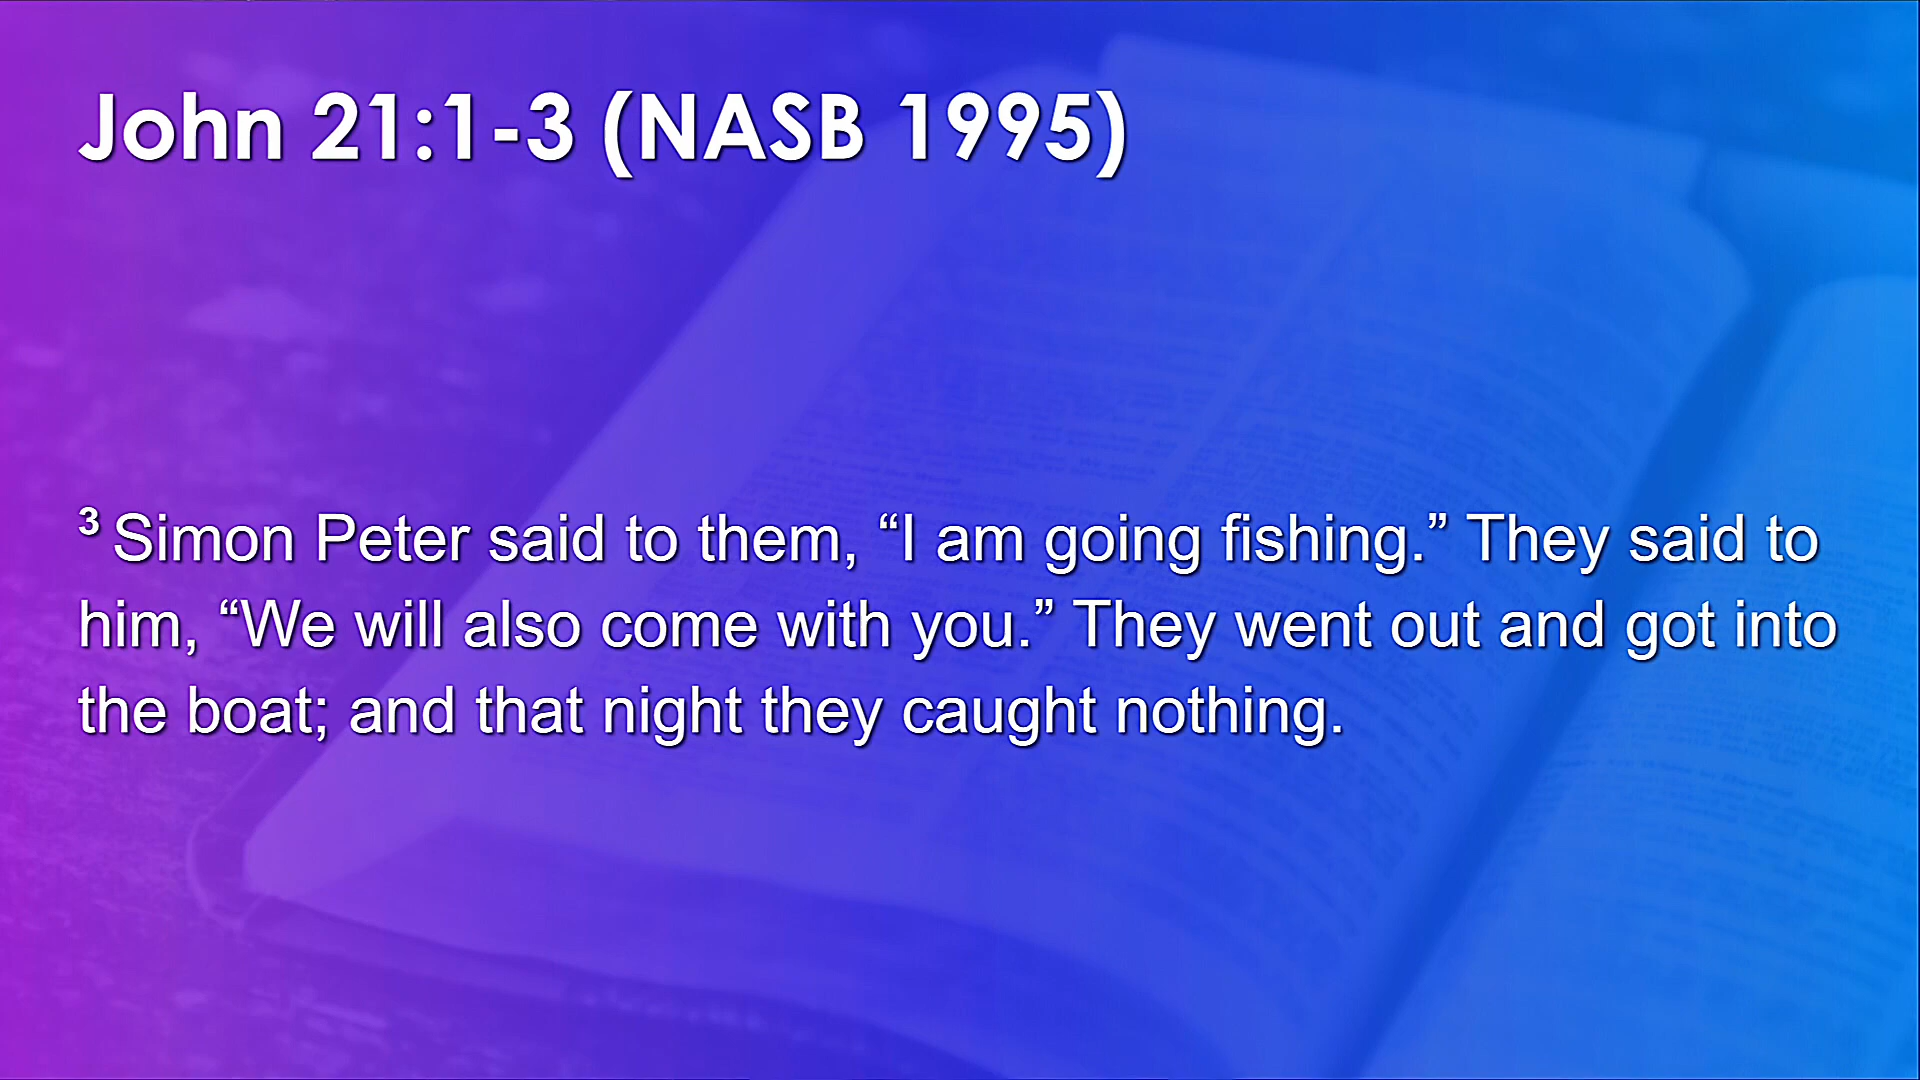 John 21:1-3 (NASB 1995)
3 Simon Peter said to them, “I am going fishing.” They said to
him, “We will also come with you.” They went out and got into
the boat; and that night they caught nothing.